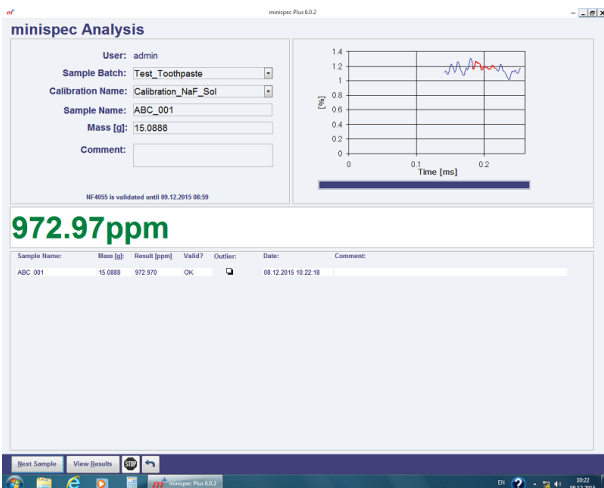 minispec Plus 6.0.2
minispec Analysis
User: admin
Sample Batch: Test_Toothpaste
Calibration Name: Calibration_NaF_Sol
Sample Name: ABC_001
Mass [g]: 15.0888
Comment:
NF4055 is validated until 09.12.2015 08:59
1.4
1.2
1
0.8
0.6
0.4
0.2
0
[%]
0 0.1 0.2
Time [ms]
972.97ppm
Sample Name: Mass [g]: Result [ppm] Valid? Outlier: Date: Comment:
ABC_001 15.0888 972.970 OK 08.12.2015 10:22:18
Next Sample View Results STOP
minispec Plus 6.0.2
EN 10:22
08.12.2015